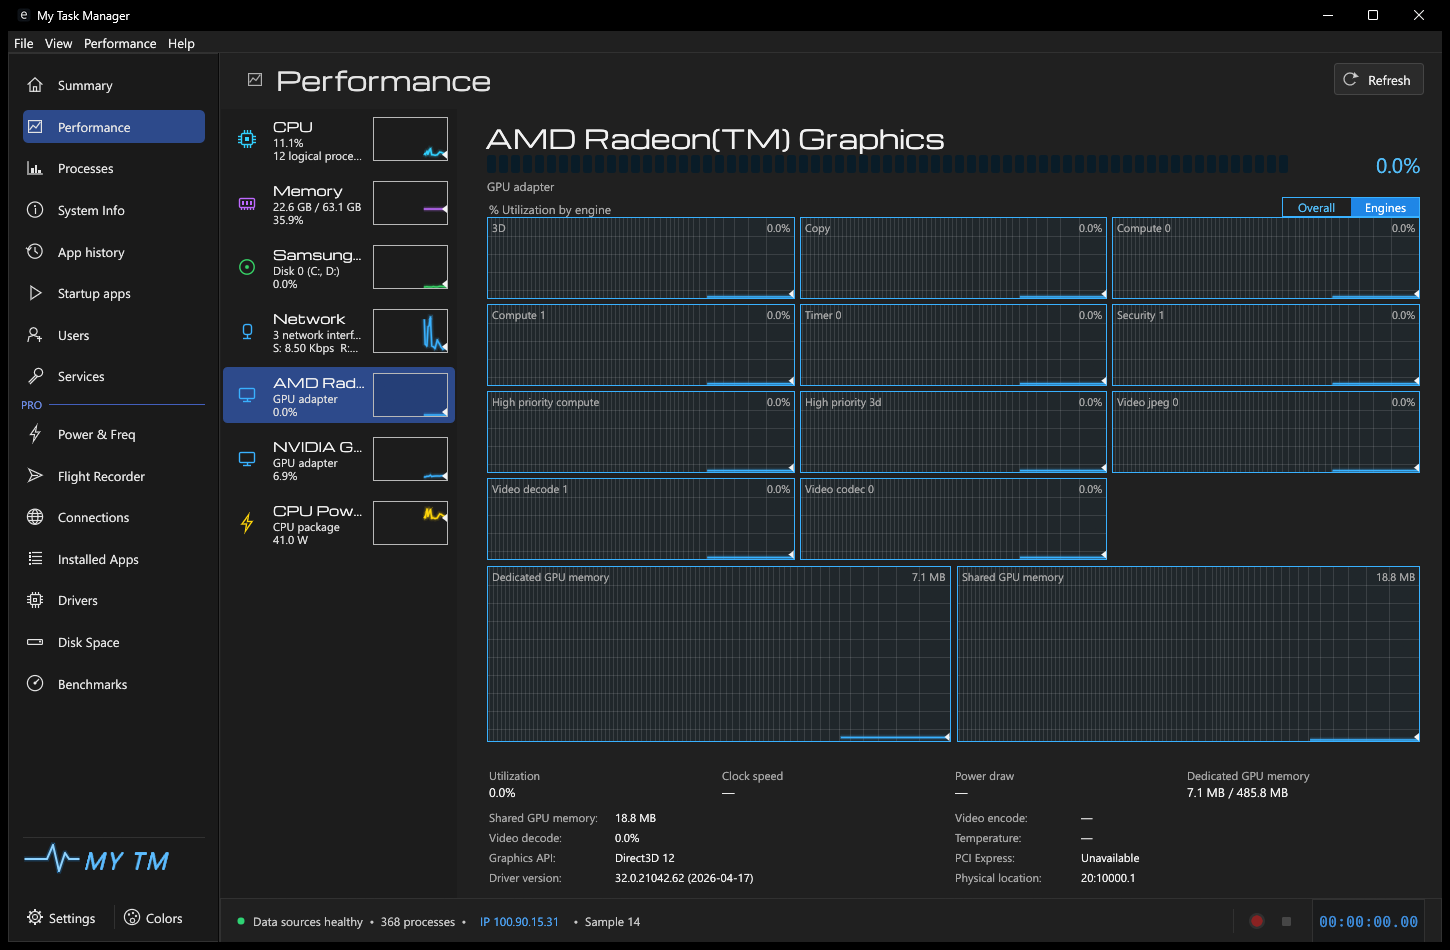 My Task Manager
File View Performance Help
Summary
Performance
Processes
System Info
App history
Startup apps
Users
Services
PRO
Power & Freq
Flight Recorder
Connections
Installed Apps
Drivers
Disk Space
Benchmarks
MY TM
Settings
Colors
Performance
Refresh
CPU
11.1%
12 logical proce...
Memory
22.6 GB / 63.1 GB
35.9%
Samsung...
Disk 0 (C:, D:)
0.0%
Network
3 network interf...
S: 8.50 Kbps R:...
AMD Rad...
GPU adapter
0.0%
NVIDIA G...
GPU adapter
6.9%
CPU Pow...
CPU package
41.0 W
AMD Radeon(TM) Graphics
0.0%
GPU adapter
% Utilization by engine
Overall Engines
3D 0.0%
Copy 0.0%
Compute 0 0.0%
Compute 1 0.0%
Timer 0 0.0%
Security 1 0.0%
High priority compute 0.0%
High priority 3d 0.0%
Video jpeg 0 0.0%
Video decode 1 0.0%
Video codec 0 0.0%
Dedicated GPU memory 7.1 MB
Shared GPU memory 18.8 MB
Utilization
0.0%
Clock speed
—
Power draw
—
Dedicated GPU memory
7.1 MB / 485.8 MB
Shared GPU memory: 18.8 MB
Video decode: 0.0%
Graphics API: Direct3D 12
Driver version: 32.0.21042.62 (2026-04-17)
Video encode: —
Temperature: —
PCI Express: Unavailable
Physical location: 20:10000.1
Data sources healthy • 368 processes • IP 100.90.15.31 • Sample 14
00:00:00.00